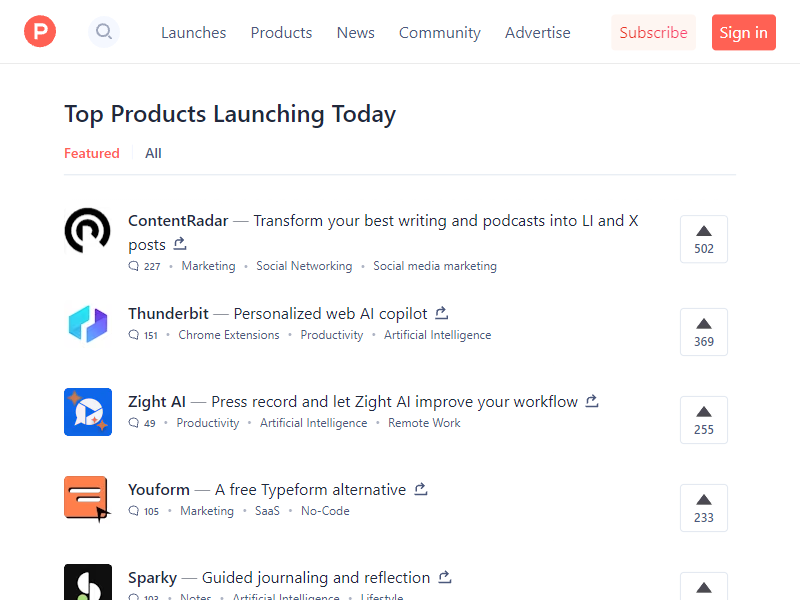 P
Launches Products News Community Advertise Subscribe Sign in
Top Products Launching Today
Featured All
ContentRadar — Transform your best writing and podcasts into LI and X
posts
227 • Marketing • Social Networking • Social media marketing
502
Thunderbit — Personalized web AI copilot
151 • Chrome Extensions • Productivity • Artificial Intelligence
369
Zight AI — Press record and let Zight AI improve your workflow
49 • Productivity • Artificial Intelligence • Remote Work
255
Youform — A free Typeform alternative
105 • Marketing • SaaS • No-Code
233
Sparky — Guided journaling and reflection
103 • Notes • Artificial Intelligence • Lifestyle